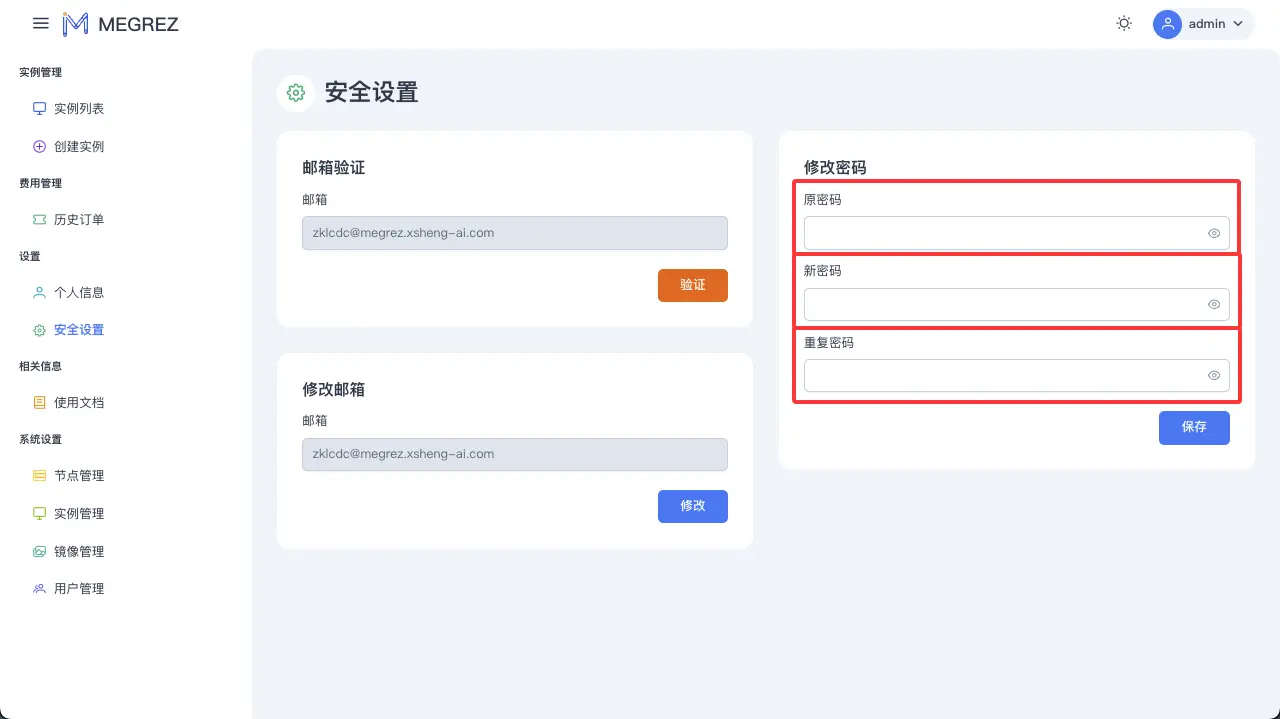 MEGREZ
admin
实例管理
实例列表
创建实例
费用管理
历史订单
设置
个人信息
安全设置
相关信息
使用文档
系统设置
节点管理
实例管理
镜像管理
用户管理
安全设置
邮箱验证
邮箱
zklcdc@megrez.xsheng-ai.com
验证
修改邮箱
邮箱
zklcdc@megrez.xsheng-ai.com
修改
修改密码
原密码
新密码
重复密码
保存